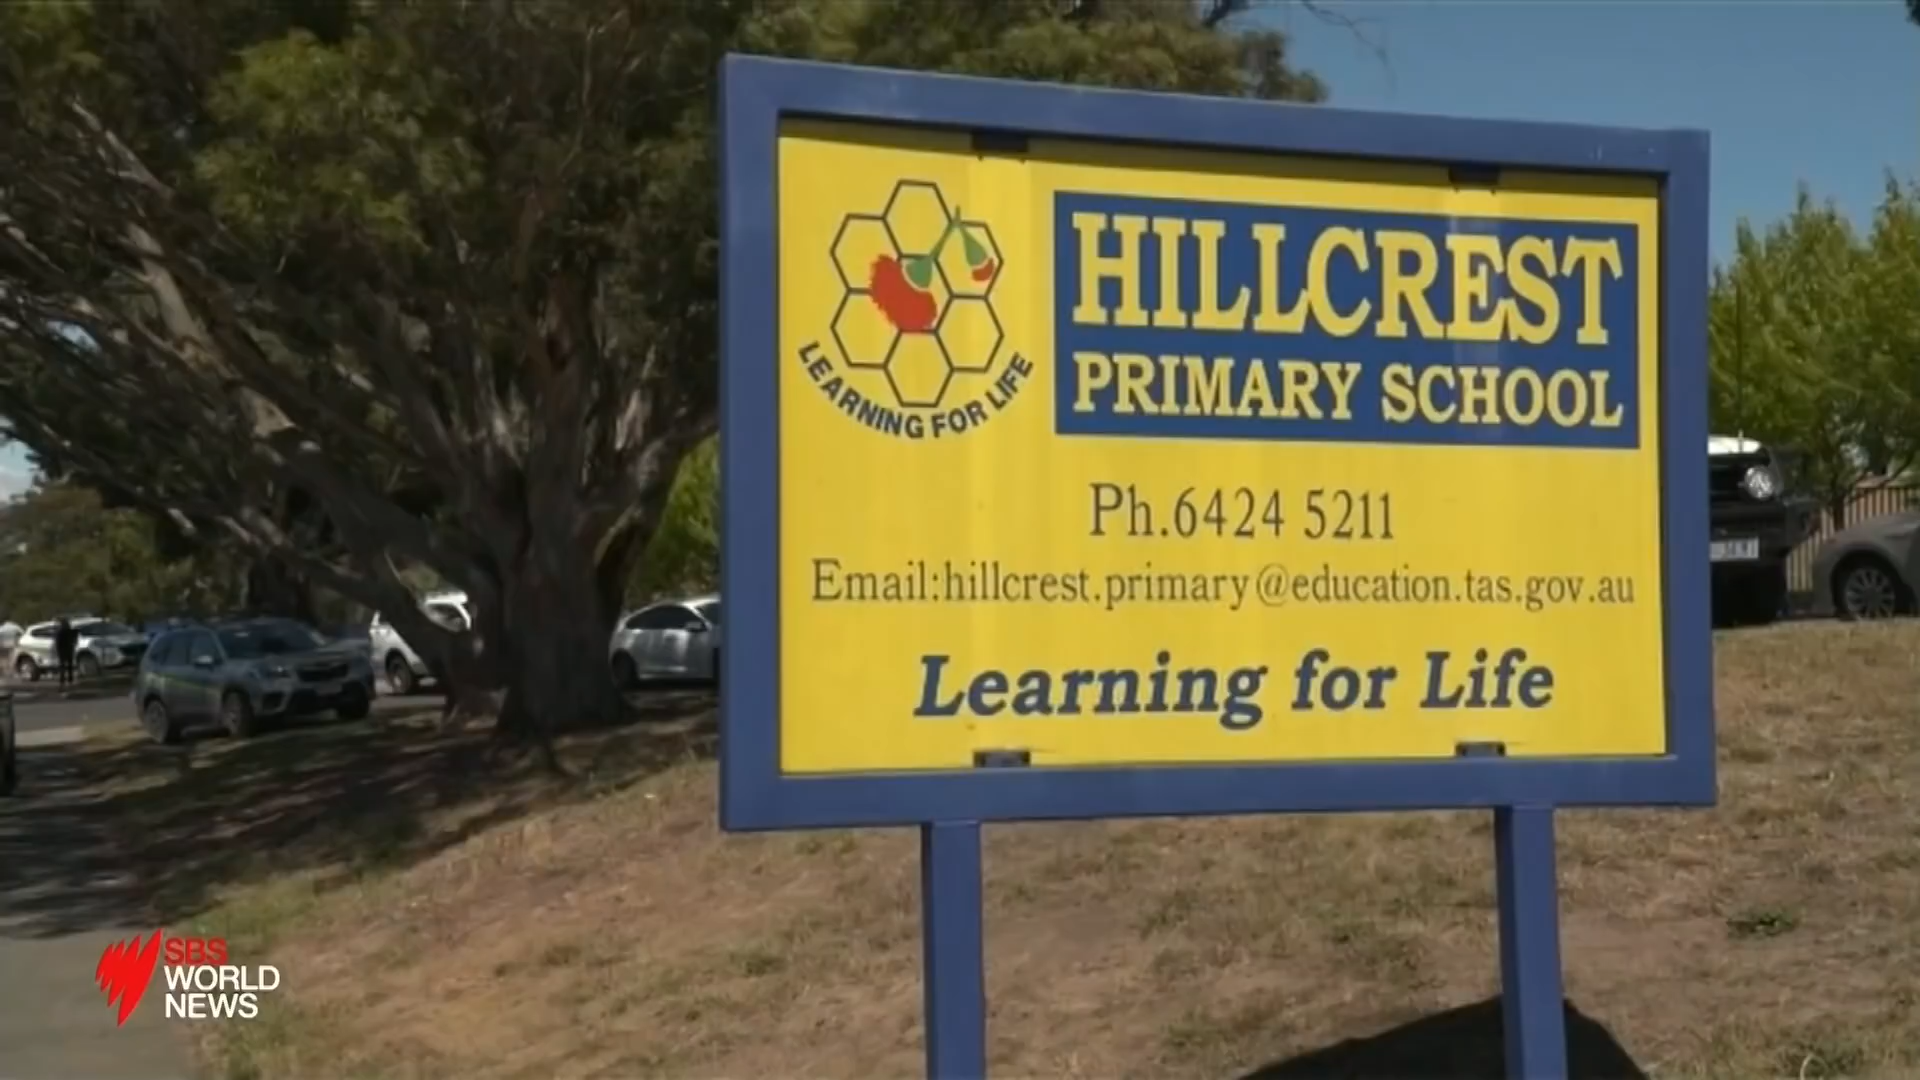 LEARNING FOR LIFE
HILLCREST
PRIMARY SCHOOL
Ph.6424 5211
Email:hillcrest.primary@education.tas.gov.au
Learning for Life
SBS
WORLD
NEWS